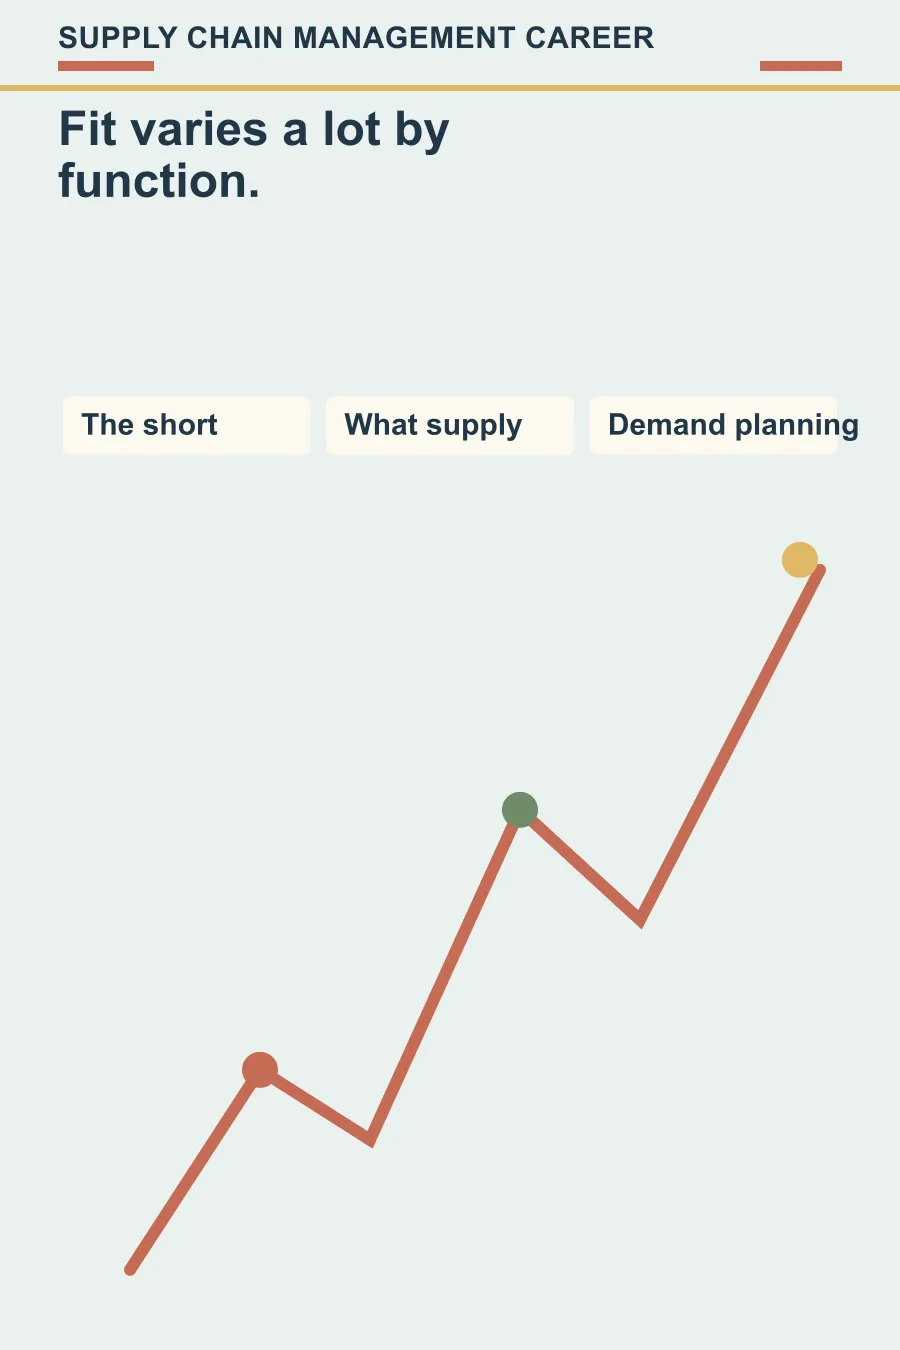 SUPPLY CHAIN MANAGEMENT CAREER
Fit varies a lot by
function.
The short
What supply
Demand planning